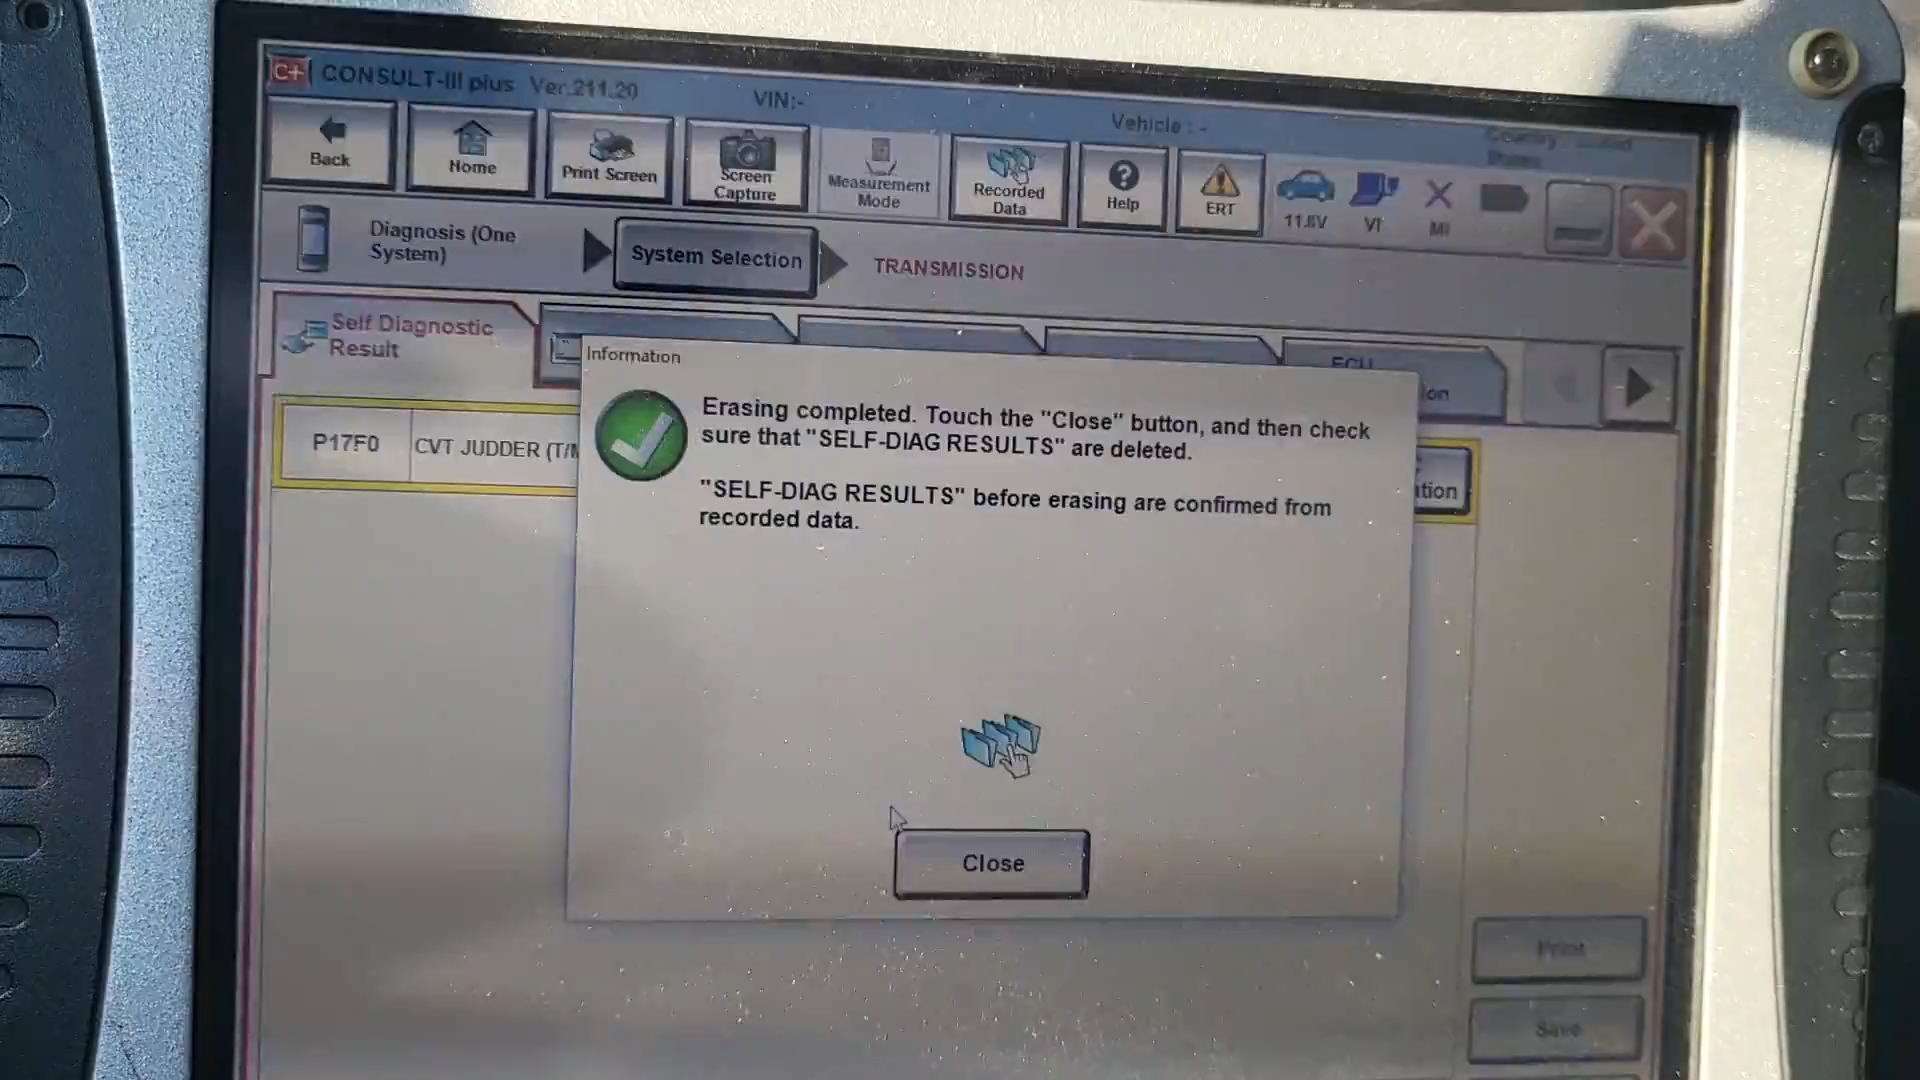 C+ CONSULT-III plus Ver.211.20 VIN:- Vehicle : -
Back
Home
Print Screen
Screen
Capture
Measurement
Mode
Recorded
Data
Help
ERT
11.8V
VI
MI
Diagnosis (One
System)
System Selection
TRANSMISSION
Self Diagnostic
Result
ECU
P17F0 CVT JUDDER (T/M
Information
Erasing completed. Touch the "Close" button, and then check
sure that "SELF-DIAG RESULTS" are deleted.
"SELF-DIAG RESULTS" before erasing are confirmed from
recorded data.
Close
Print
Save